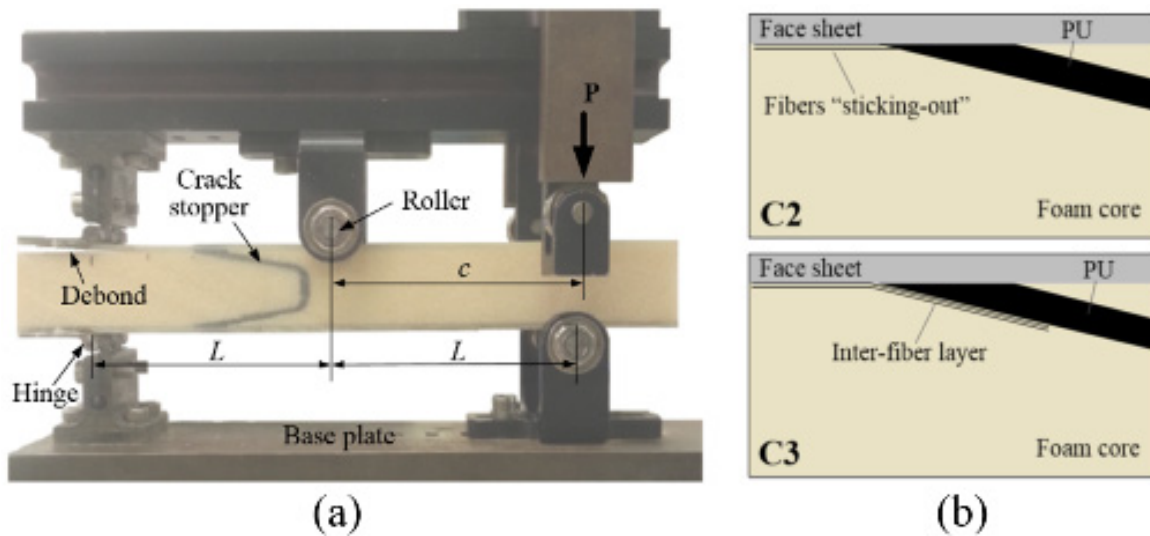 P
Crack
stopper
Roller
c
Debond
L
L
Hinge
Base plate
(a)
Face sheet
PU
Fibers "sticking-out"
C2
Foam core
Face sheet
PU
Inter-fiber layer
C3
Foam core
(b)